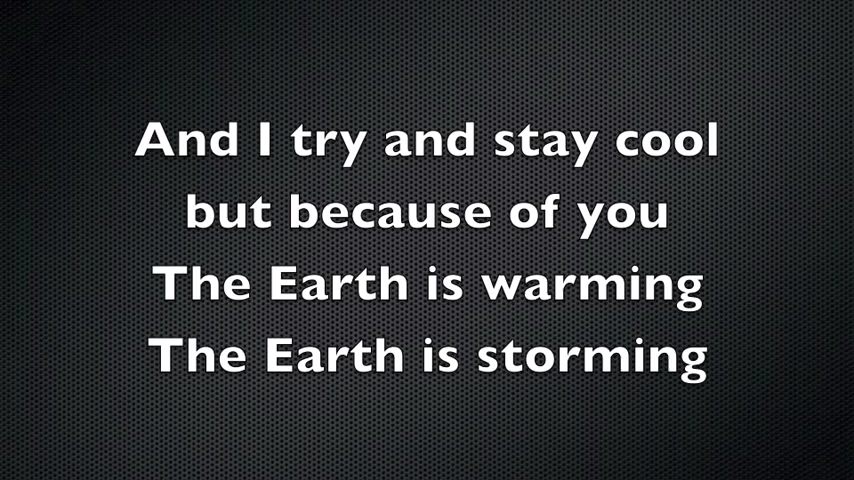 And I try and stay cool
but because of you
The Earth is warming
The Earth is storming